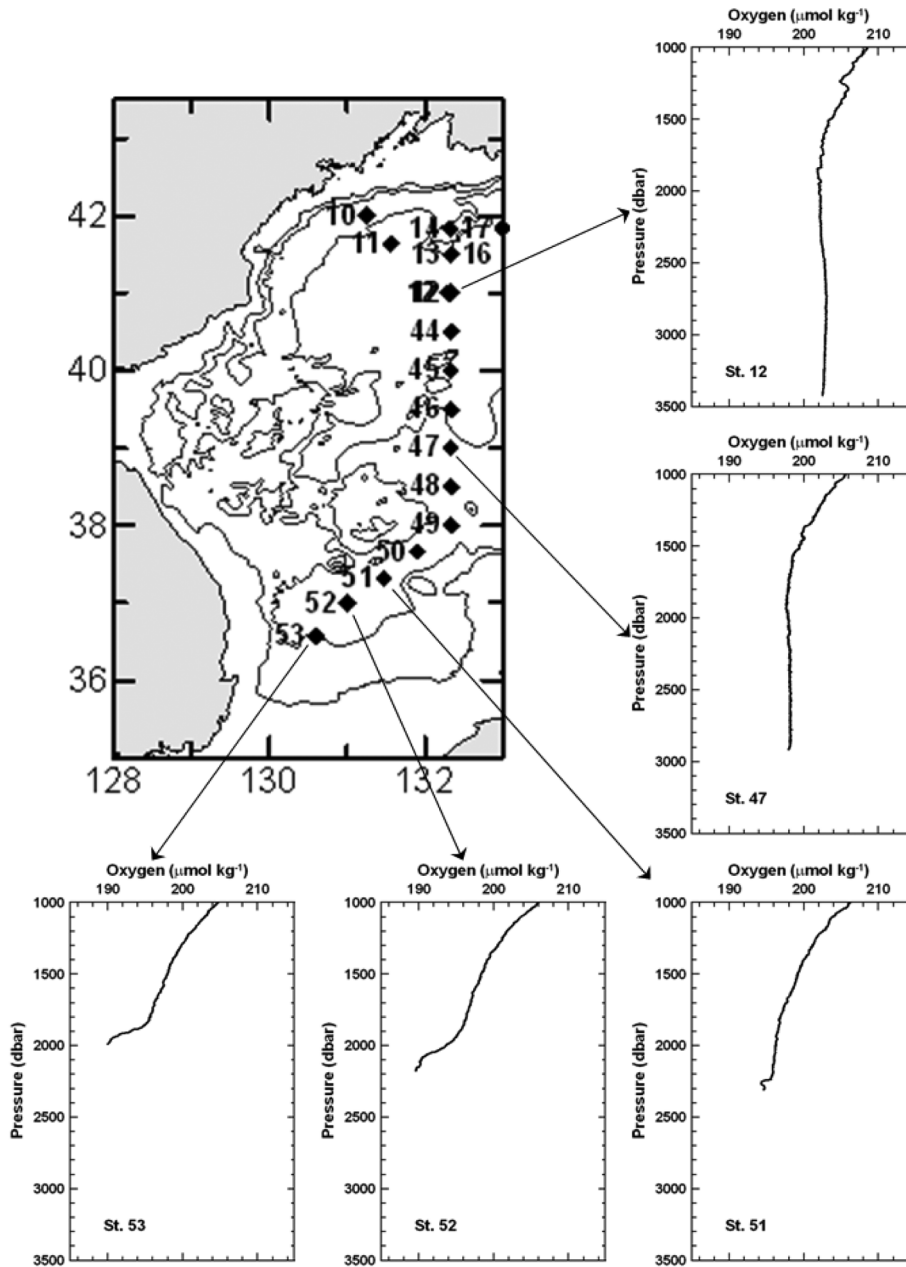 Oxygen (μmol kg⁻¹)
190 200 210
1000
1500
2000
2500
3000
3500
Pressure (dbar)
St. 12
42
40
38
36
128 130 132
10
11
14 17
13 16
12
44
45
46
47
48
49
50
51
52
53
Oxygen (μmol kg⁻¹)
190 200 210
1000
1500
2000
2500
3000
3500
Pressure (dbar)
St. 47
Oxygen (μmol kg⁻¹)
190 200 210
1000
1500
2000
2500
3000
3500
Pressure (dbar)
St. 53
Oxygen (μmol kg⁻¹)
190 200 210
1000
1500
2000
2500
3000
3500
Pressure (dbar)
St. 52
Oxygen (μmol kg⁻¹)
190 200 210
1000
1500
2000
2500
3000
3500
Pressure (dbar)
St. 51